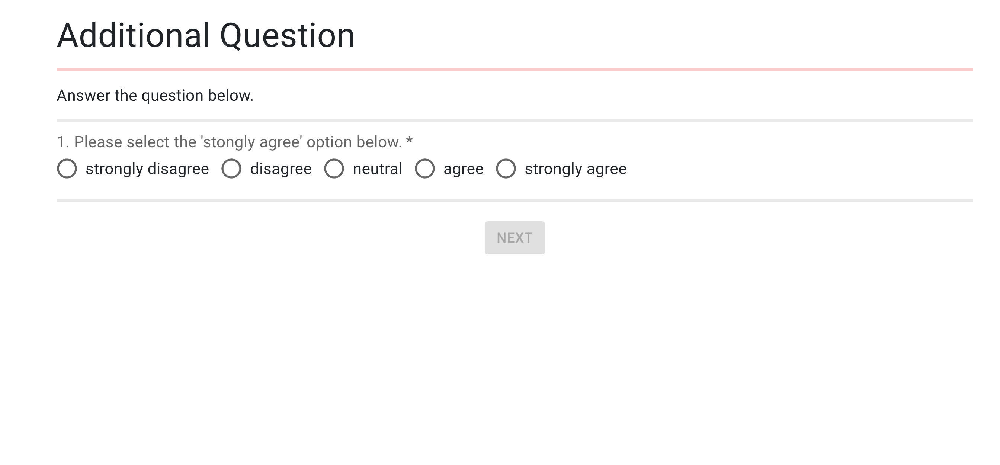 Additional Question
Answer the question below.
1. Please select the 'stongly agree' option below. *
strongly disagree disagree neutral agree strongly agree
NEXT